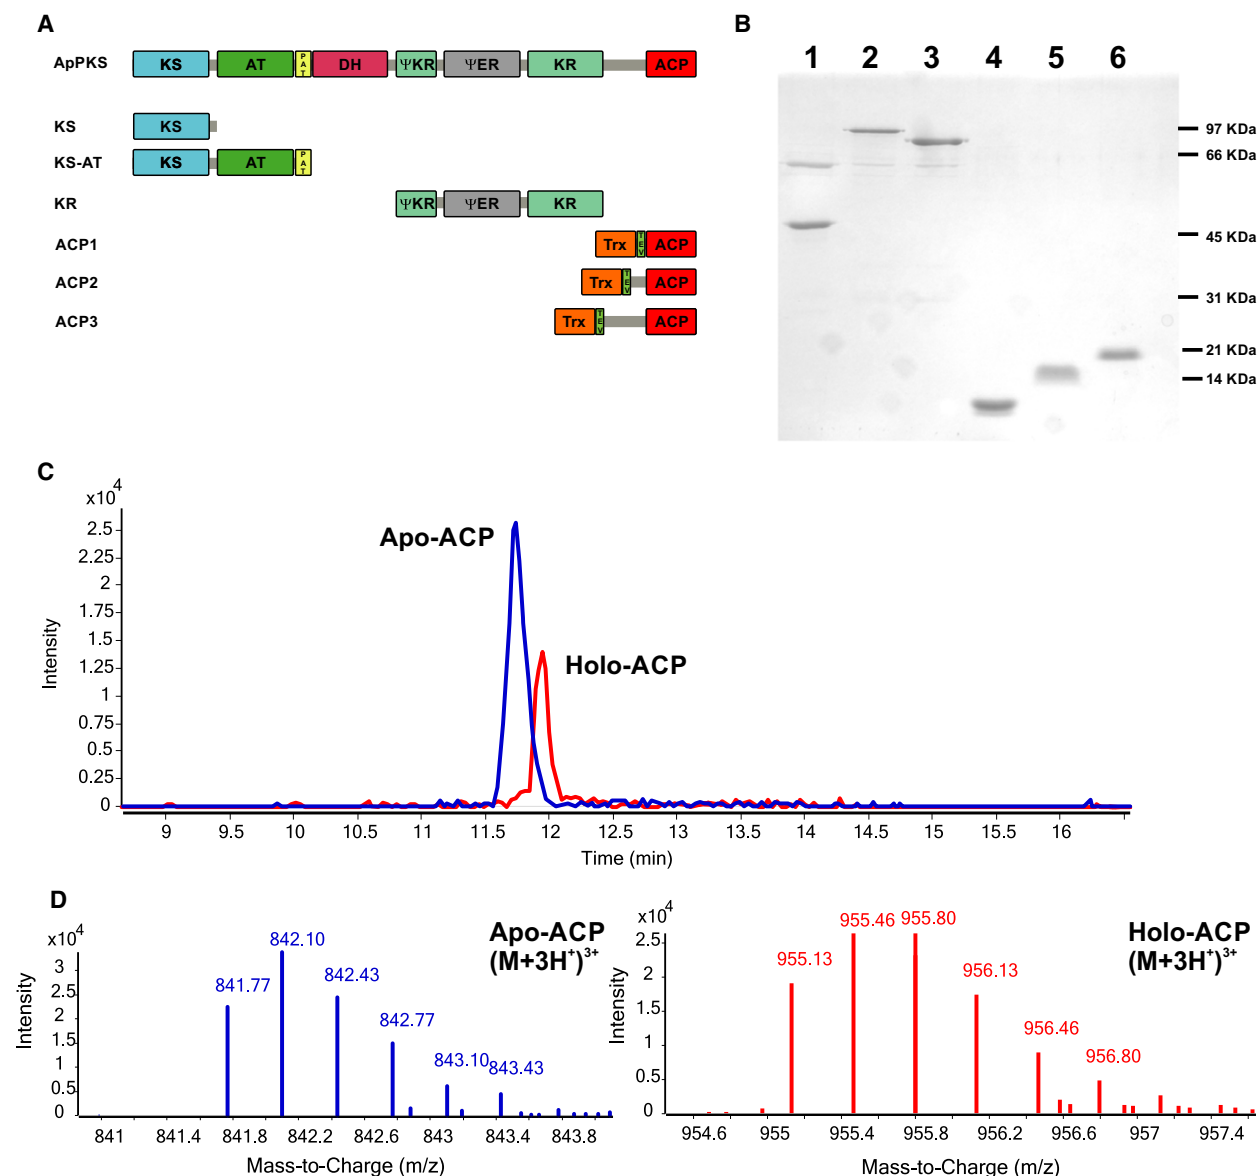 A
ApPKS KS AT PAT DH ΨKR ΨER KR ACP
KS KS
KS-AT KS AT PAT
KR ΨKR ΨER KR
ACP1 Trx TEV ACP
ACP2 Trx TEV ACP
ACP3 Trx TEV ACP
B
1 2 3 4 5 6
97 KDa
66 KDa
45 KDa
31 KDa
21 KDa
14 KDa
C
x10⁴
2.5
2.25
2
1.75
1.5
1.25
1
0.75
0.5
0.25
0
Intensity
Apo-ACP
Holo-ACP
9 9.5 10 10.5 11 11.5 12 12.5 13 13.5 14 14.5 15 15.5 16
Time (min)
D
x10⁴
3
2.5
2
1.5
1
0.5
0
Intensity
841.77
842.10
842.43
842.77
843.10
843.43
Apo-ACP
(M+3H⁺)³⁺
841 841.4 841.8 842.2 842.6 843 843.4 843.8
Mass-to-Charge (m/z)
x10⁴
2.5
2
1.5
1
0.5
0
Intensity
955.13
955.46
955.80
956.13
956.46
956.80
Holo-ACP
(M+3H⁺)³⁺
954.6 955 955.4 955.8 956.2 956.6 957 957.4
Mass-to-Charge (m/z)